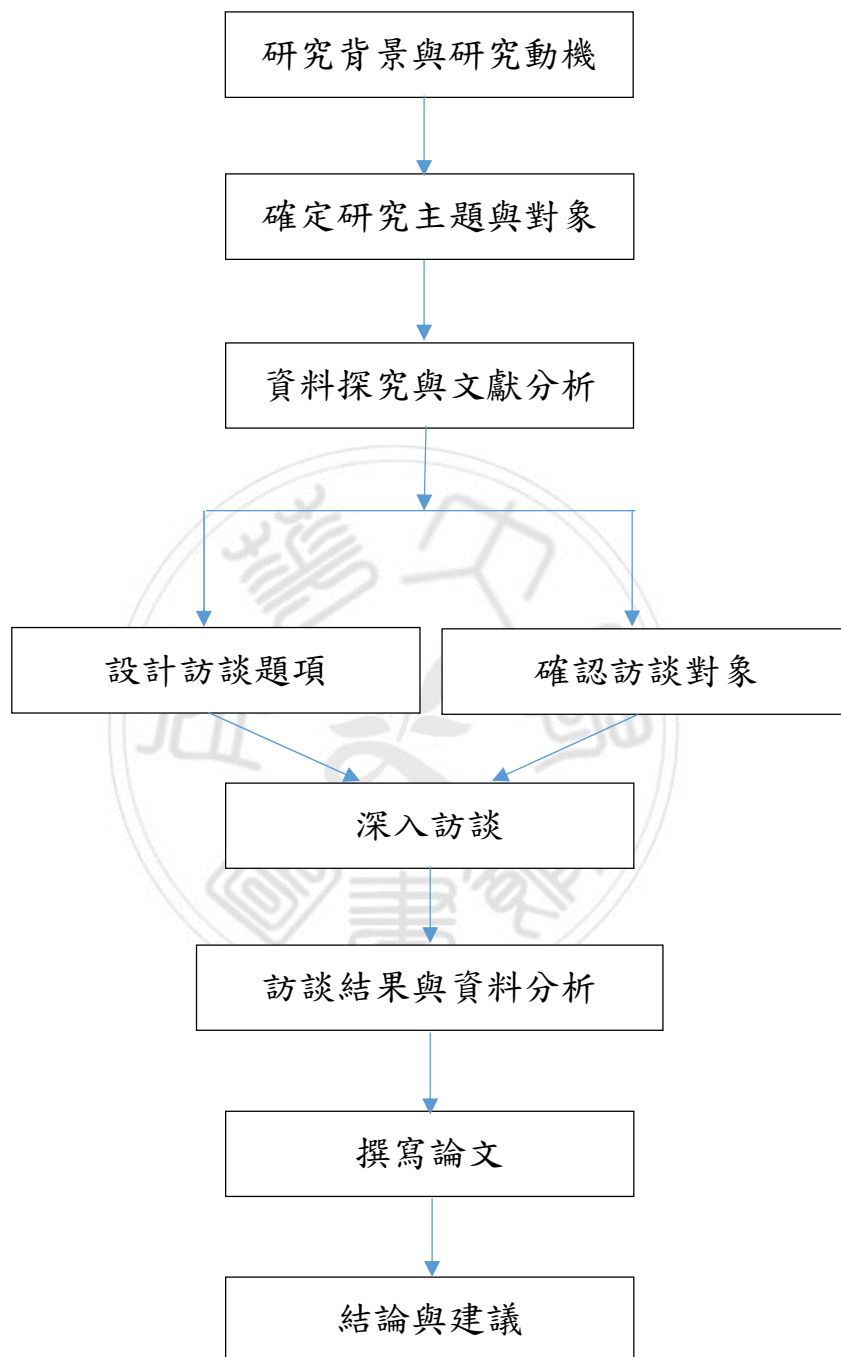 研究背景與研究動機
確定研究主題與對象
資料探究與文獻分析
設計訪談題項
確認訪談對象
深入訪談
訪談結果與資料分析
撰寫論文
結論與建議